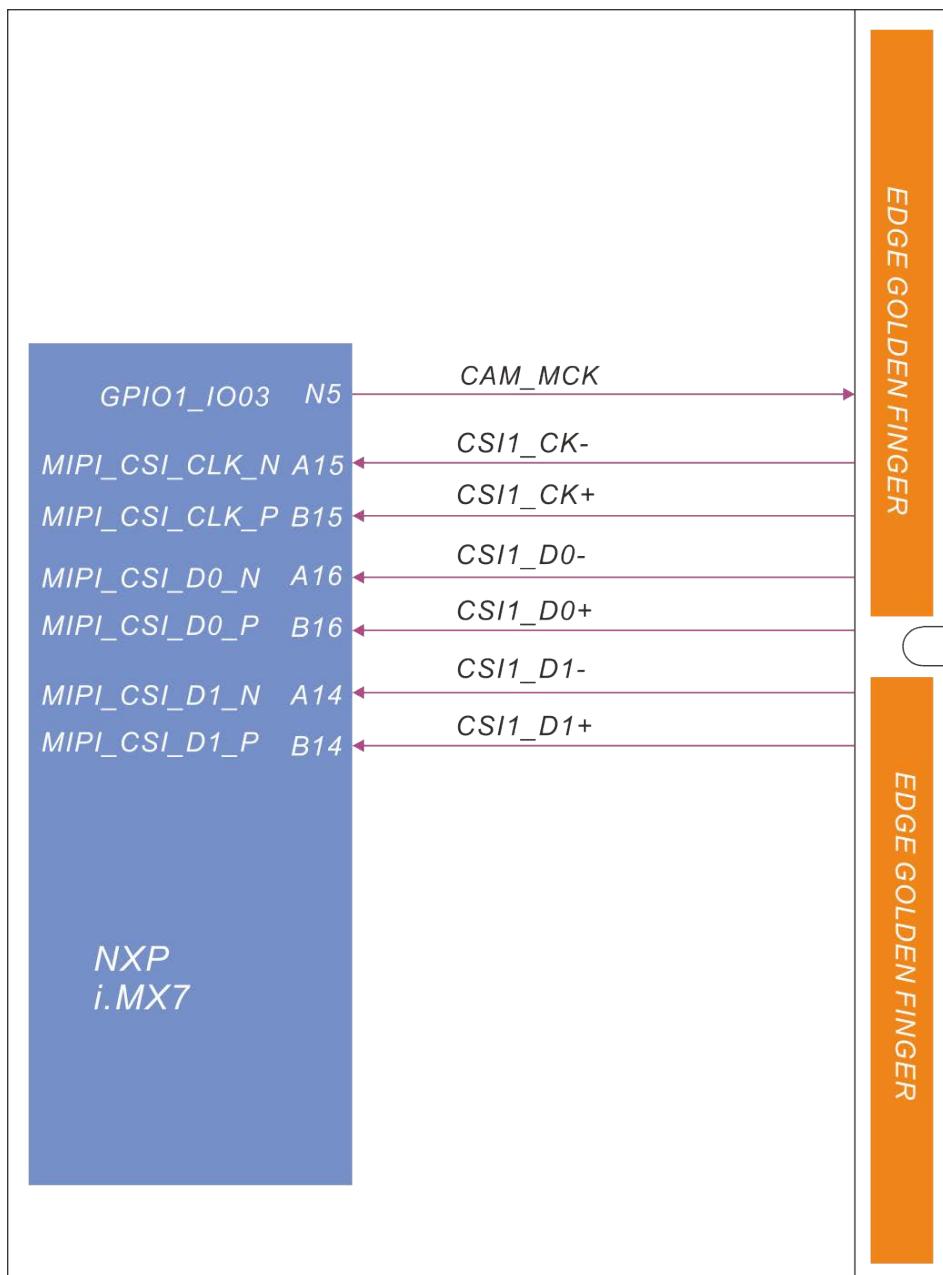 GPIO1_IO03 N5 CAM_MCK
MIPI_CSI_CLK_N A15 CSI1_CK-
MIPI_CSI_CLK_P B15 CSI1_CK+
MIPI_CSI_D0_N A16 CSI1_D0-
MIPI_CSI_D0_P B16 CSI1_D0+
MIPI_CSI_D1_N A14 CSI1_D1-
MIPI_CSI_D1_P B14 CSI1_D1+
NXP
i.MX7
EDGE GOLDEN FINGER
EDGE GOLDEN FINGER